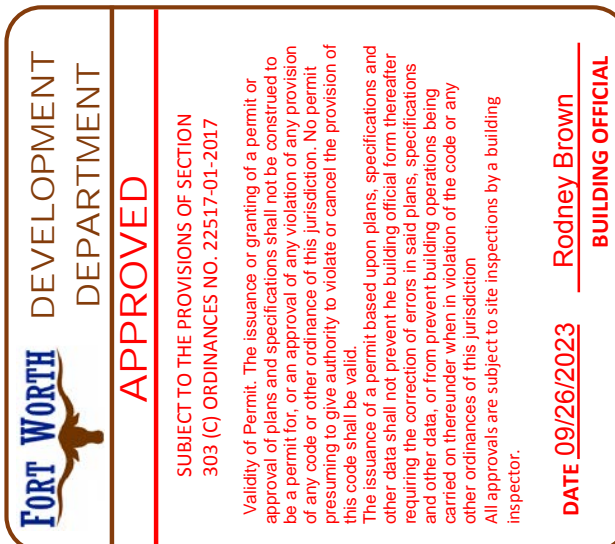 FORT WORTH
DEVELOPMENT
DEPARTMENT
APPROVED
SUBJECT TO THE PROVISIONS OF SECTION
303 (C) ORDINANCES NO. 22517-01-2017
Validity of Permit. The issuance or granting of a permit or
approval of plans and specifications shall not be construed to
be a permit for, or an approval of any violation of any provision
of any code or other ordinance of this jurisdiction. No permit
presuming to give authority to violate or cancel the provision of
this code shall be valid.
The issuance of a permit based upon plans, specifications and
other data shall not prevent he building official form thereafter
requiring the correction of errors in said plans, specifications
and other data, or from prevent building operations being
carried on thereunder when in violation of the code or any
other ordinances of this jurisdiction
All approvals are subject to site inspections by a building
inspector.
DATE 09/26/2023 Rodney Brown
BUILDING OFFICIAL